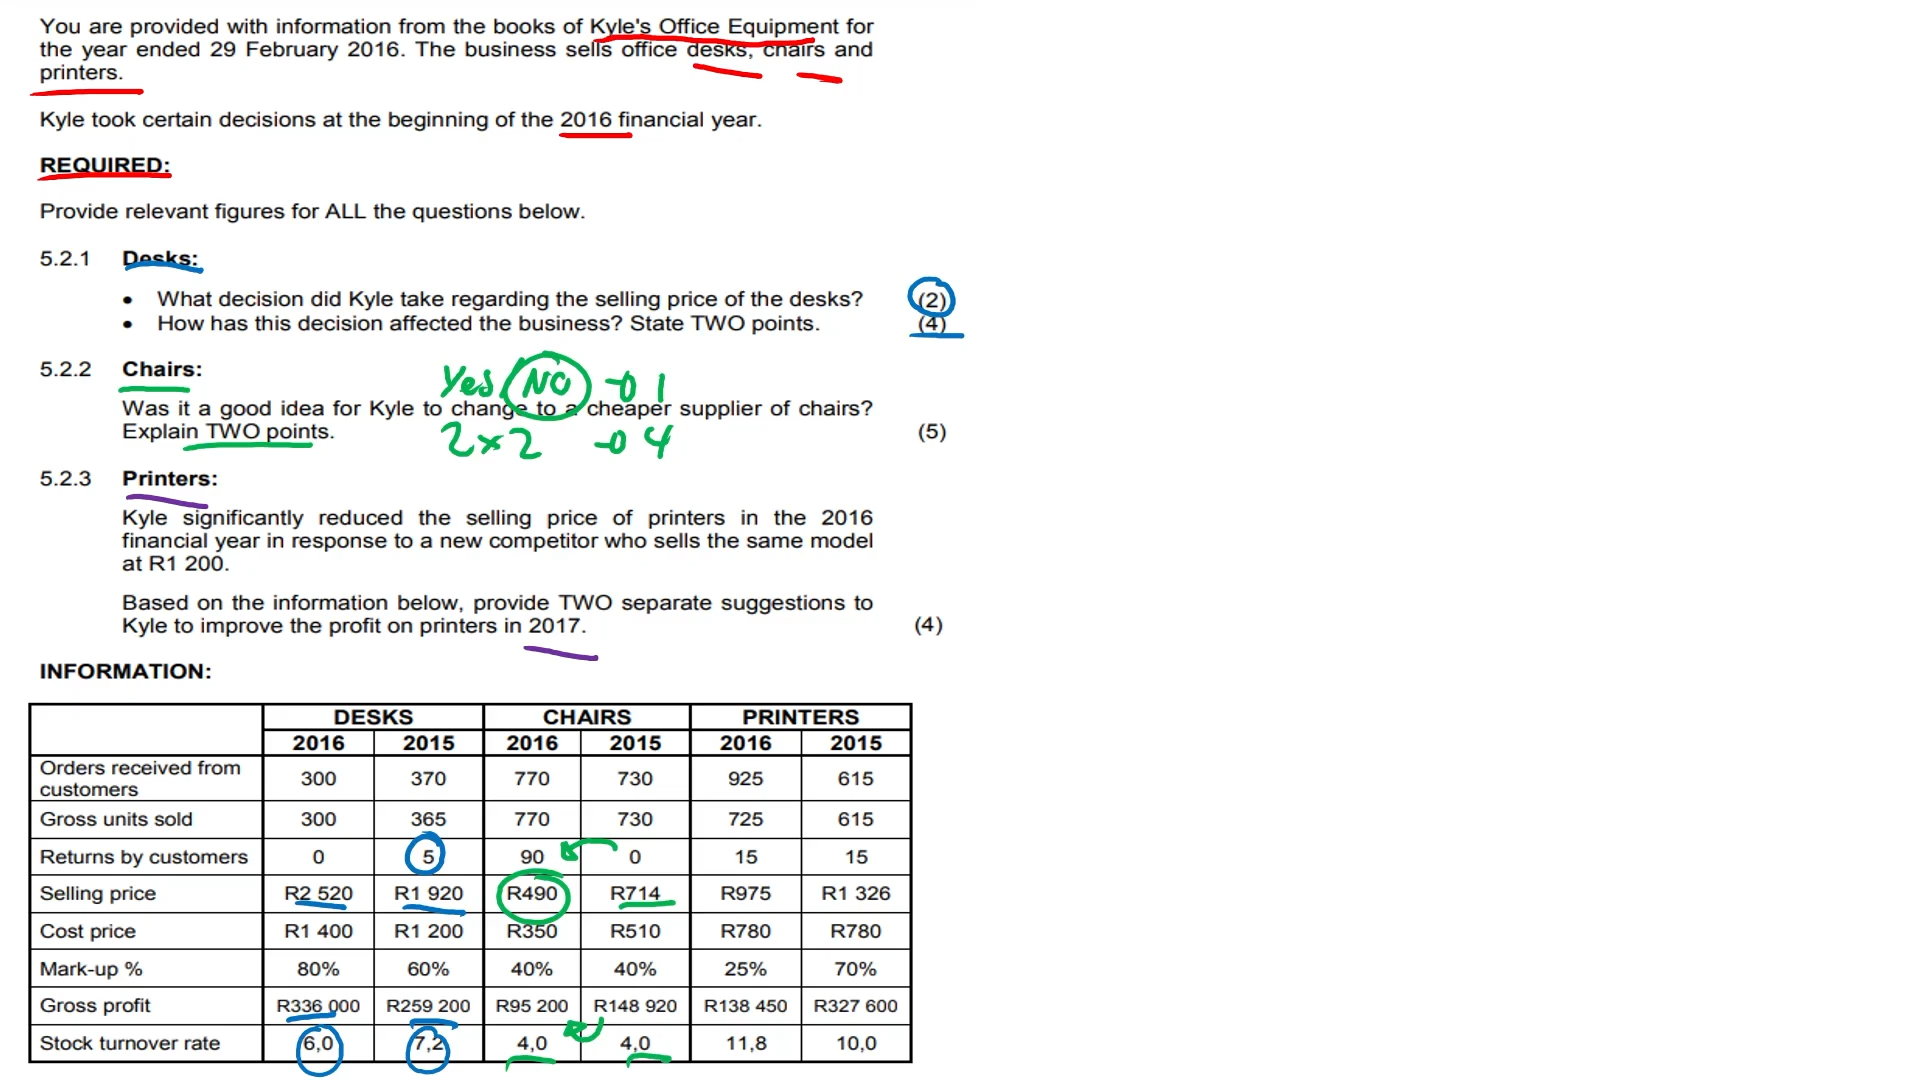 You are provided with information from the books of Kyle's Office Equipment for
the year ended 29 February 2016. The business sells office desks, chairs and
printers.
Kyle took certain decisions at the beginning of the 2016 financial year.
REQUIRED:
Provide relevant figures for ALL the questions below.
5.2.1 Desks:
• What decision did Kyle take regarding the selling price of the desks? (2)
• How has this decision affected the business? State TWO points. (4)
5.2.2 Chairs:
Yes NO → 1
Was it a good idea for Kyle to change to a cheaper supplier of chairs?
Explain TWO points. (5)
2 × 2 → 4
5.2.3 Printers:
Kyle significantly reduced the selling price of printers in the 2016
financial year in response to a new competitor who sells the same model
at R1 200.
Based on the information below, provide TWO separate suggestions to
Kyle to improve the profit on printers in 2017. (4)
INFORMATION:
DESKS CHAIRS PRINTERS
2016 2015 2016 2015 2016 2015
Orders received from
customers 300 370 770 730 925 615
Gross units sold 300 365 770 730 725 615
Returns by customers 0 5 90 0 15 15
Selling price R2 520 R1 920 R490 R714 R975 R1 326
Cost price R1 400 R1 200 R350 R510 R780 R780
Mark-up % 80% 60% 40% 40% 25% 70%
Gross profit R336 000 R259 200 R95 200 R148 920 R138 450 R327 600
Stock turnover rate 6,0 7,2 4,0 4,0 11,8 10,0